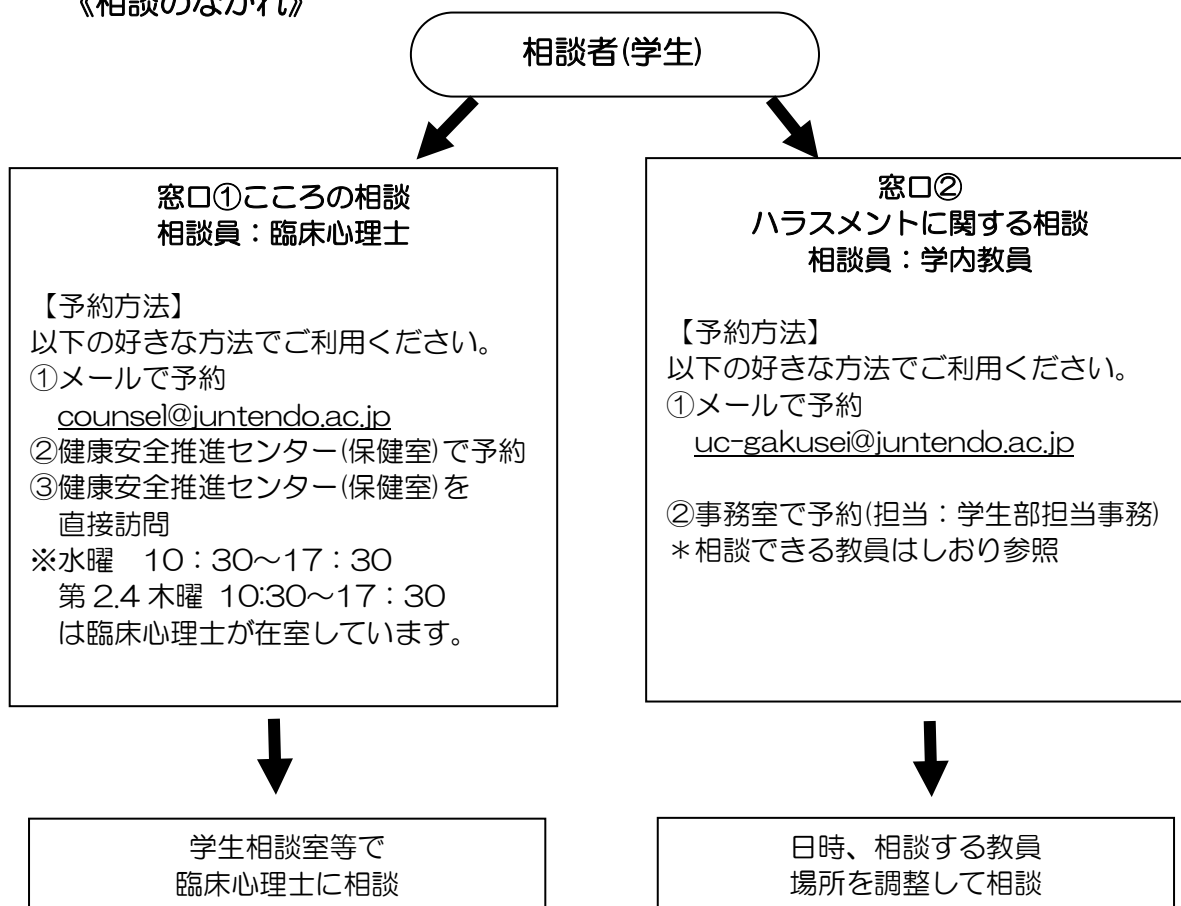 《相談のながれ》
相談者(学生)
窓口①こころの相談
相談員：臨床心理士
【予約方法】
以下の好きな方法でご利用ください。
①メールで予約
counsel@juntendo.ac.jp
②健康安全推進センター(保健室)で予約
③健康安全推進センター(保健室)を
直接訪問
※水曜　10：30～17：30
第 2.4 木曜 10:30～17：30
は臨床心理士が在室しています。
学生相談室等で
臨床心理士に相談
窓口②
ハラスメントに関する相談
相談員：学内教員
【予約方法】
以下の好きな方法でご利用ください。
①メールで予約
uc-gakusei@juntendo.ac.jp
②事務室で予約(担当：学生部担当事務)
＊相談できる教員はしおり参照
日時、相談する教員
場所を調整して相談